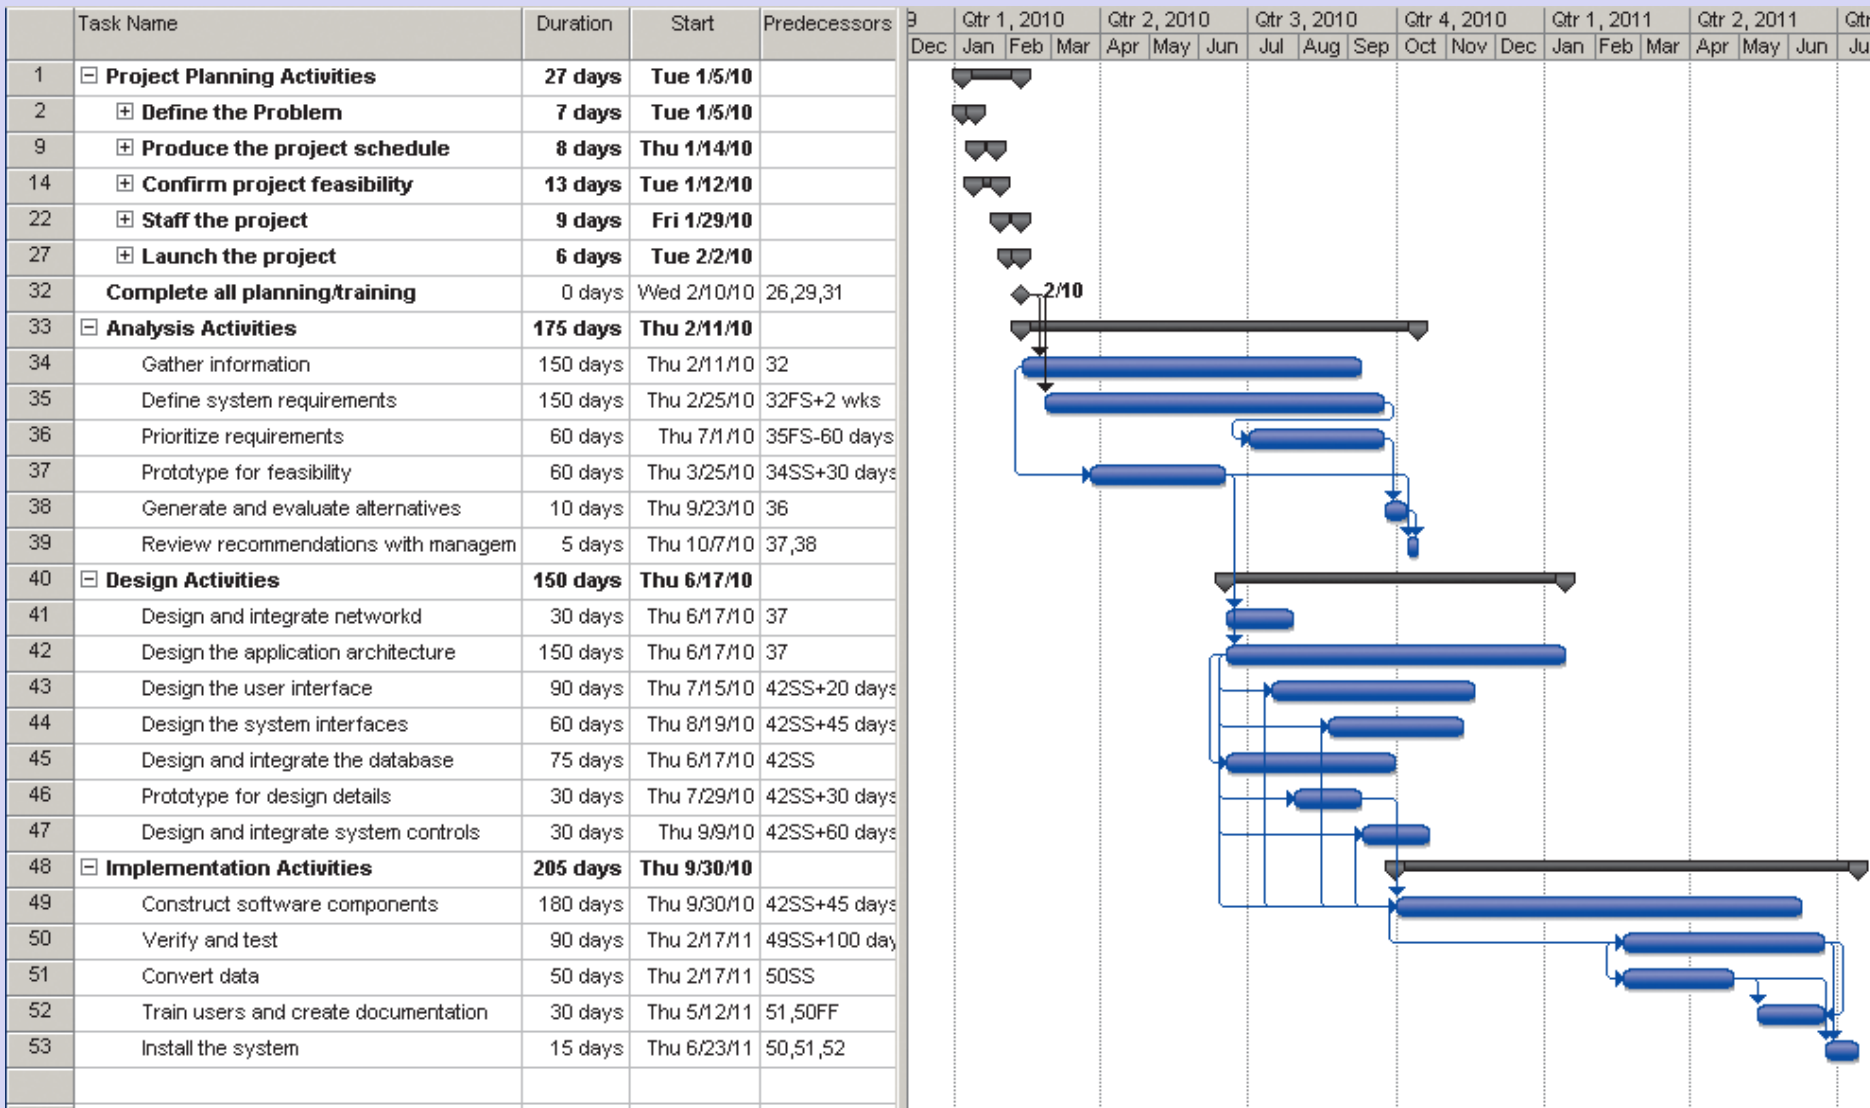 Task Name Duration Start Predecessors 9 Qtr 1, 2010 Qtr 2, 2010 Qtr 3, 2010 Qtr 4, 2010 Qtr 1, 2011 Qtr 2, 2011 Qtr
Dec Jan Feb Mar Apr May Jun Jul Aug Sep Oct Nov Dec Jan Feb Mar Apr May Jun Ju
1 Project Planning Activities 27 days Tue 1/5/10
2 Define the Problem 7 days Tue 1/5/10
9 Produce the project schedule 8 days Thu 1/14/10
14 Confirm project feasibility 13 days Tue 1/12/10
22 Staff the project 9 days Fri 1/29/10
27 Launch the project 6 days Tue 2/2/10
32 Complete all planning/training 0 days Wed 2/10/10 26,29,31 2/10
33 Analysis Activities 175 days Thu 2/11/10
34 Gather information 150 days Thu 2/11/10 32
35 Define system requirements 150 days Thu 2/25/10 32FS+2 wks
36 Prioritize requirements 60 days Thu 7/1/10 35FS-60 days
37 Prototype for feasibility 60 days Thu 3/25/10 34SS+30 days
38 Generate and evaluate alternatives 10 days Thu 9/23/10 36
39 Review recommendations with managem 5 days Thu 10/7/10 37,38
40 Design Activities 150 days Thu 6/17/10
41 Design and integrate networkd 30 days Thu 6/17/10 37
42 Design the application architecture 150 days Thu 6/17/10 37
43 Design the user interface 90 days Thu 7/15/10 42SS+20 days
44 Design the system interfaces 60 days Thu 8/19/10 42SS+45 days
45 Design and integrate the database 75 days Thu 6/17/10 42SS
46 Prototype for design details 30 days Thu 7/29/10 42SS+30 days
47 Design and integrate system controls 30 days Thu 9/9/10 42SS+60 days
48 Implementation Activities 205 days Thu 9/30/10
49 Construct software components 180 days Thu 9/30/10 42SS+45 days
50 Verify and test 90 days Thu 2/17/11 49SS+100 day
51 Convert data 50 days Thu 2/17/11 50SS
52 Train users and create documentation 30 days Thu 5/12/11 51,50FF
53 Install the system 15 days Thu 6/23/11 50,51,52